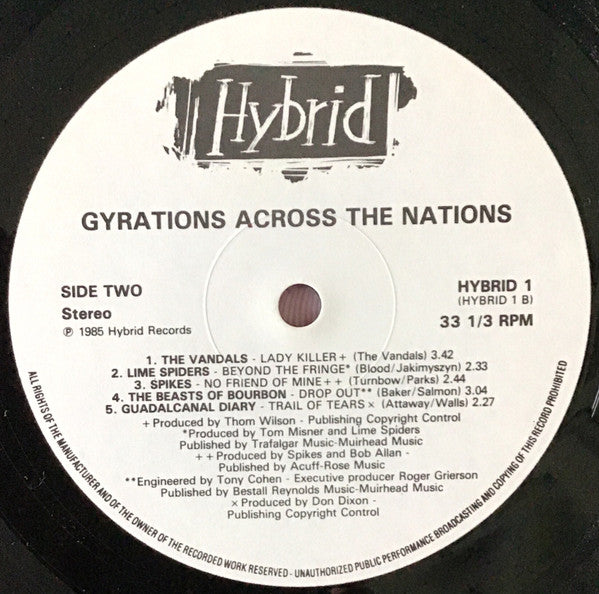 Hybrid
GYRATIONS ACROSS THE NATIONS
SIDE TWO
Stereo
℗ 1985 Hybrid Records
HYBRID 1
(HYBRID 1 B)
33 1/3 RPM
1. THE VANDALS - LADY KILLER + (The Vandals) 3.42
2. LIME SPIDERS - BEYOND THE FRINGE* (Blood/Jakimyszyn) 2.33
3. SPIKES - NO FRIEND OF MINE + + (Turnbow/Parks) 2.44
4. THE BEASTS OF BOURBON - DROP OUT** (Baker/Salmon) 3.04
5. GUADALCANAL DIARY - TRAIL OF TEARS × (Attaway/Walls) 2.27
+ Produced by Thom Wilson - Publishing Copyright Control
*Produced by Tom Misner and Lime Spiders
Published by Trafalgar Music-Muirhead Music
+ + Produced by Spikes and Bob Allan -
Published by Acuff-Rose Music
**Engineered by Tony Cohen - Executive producer Roger Grierson
Published by Bestall Reynolds Music-Muirhead Music
× Produced by Don Dixon -
Publishing Copyright Control
ALL RIGHTS OF THE MANUFACTURER AND OF THE OWNER OF THE RECORDED WORK RESERVED - UNAUTHORIZED PUBLIC PERFORMANCE BROADCASTING AND COPYING OF THIS RECORD PROHIBITED